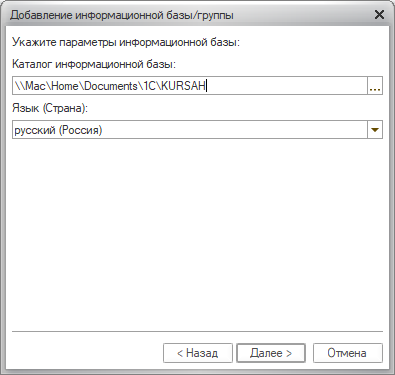 Добавление информационной базы/группы
Укажите параметры информационной базы:
Каталог информационной базы:
\\Mac\Home\Documents\1C\KURSAH
...
Язык (Страна):
русский (Россия)
< Назад
Далее >
Отмена